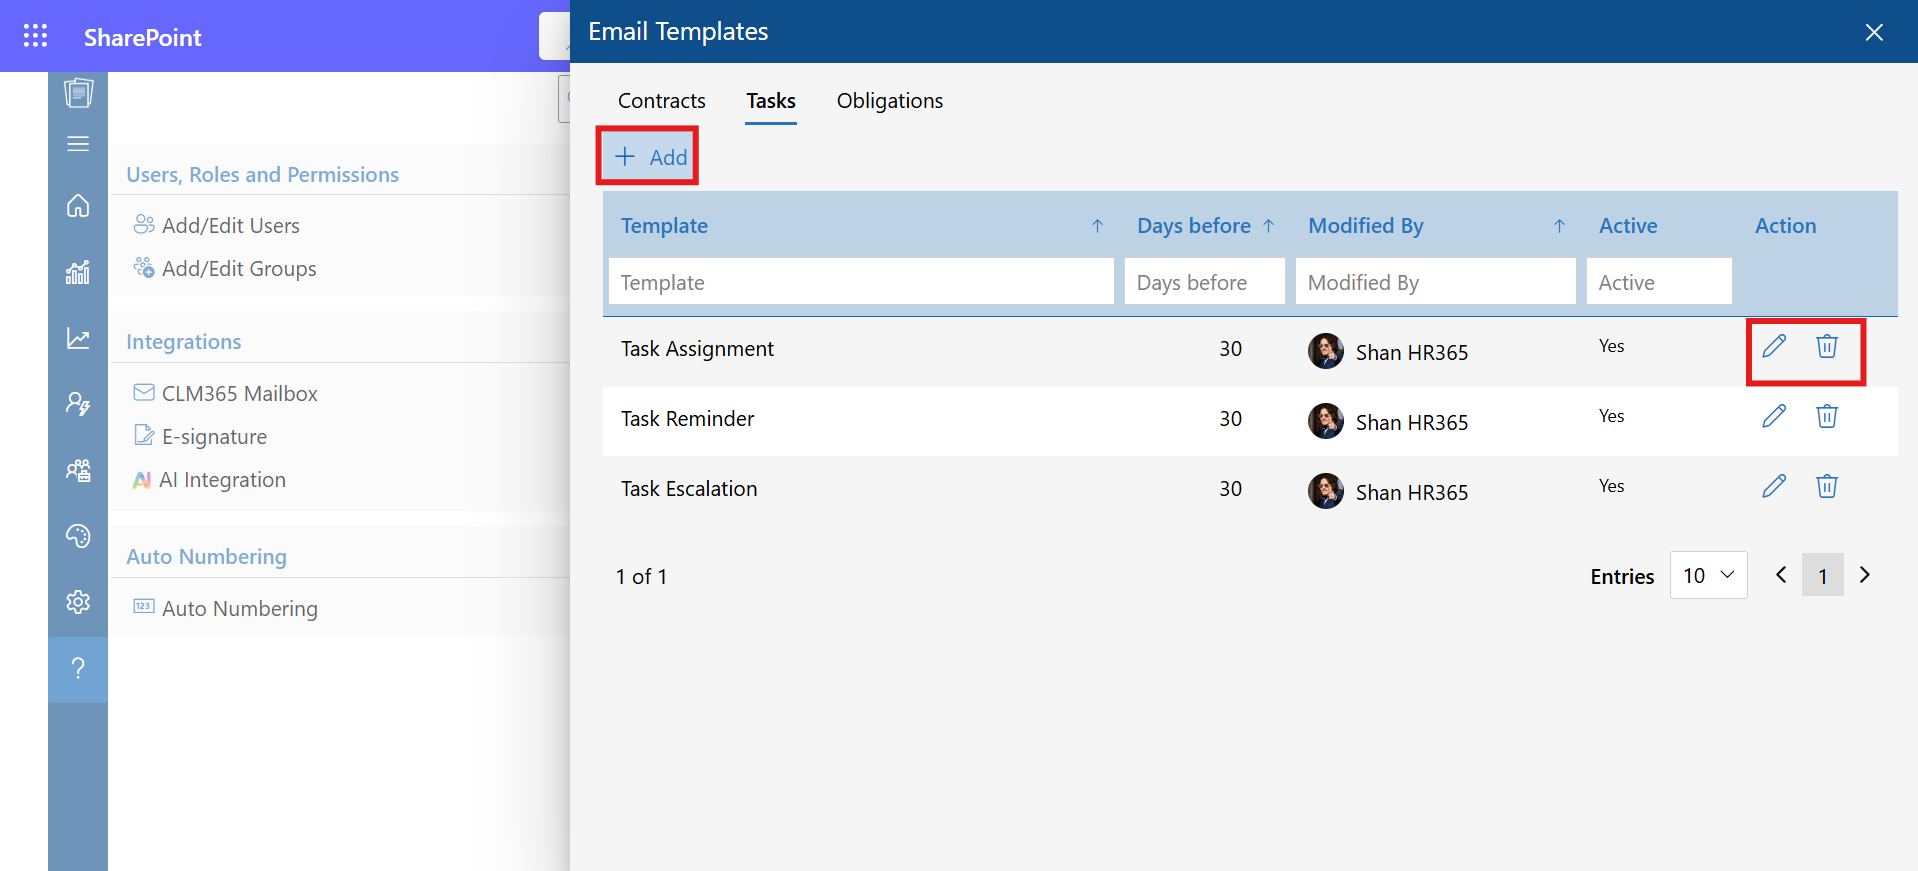 SharePoint
Email Templates
Contracts Tasks Obligations
Add
Users, Roles and Permissions
Add/Edit Users
Add/Edit Groups
Integrations
CLM365 Mailbox
E-signature
AI AI Integration
Auto Numbering
123 Auto Numbering
?
Template Days before Modified By Active Action
Template Days before Modified By Active
Task Assignment 30 Shan HR365 Yes
Task Reminder 30 Shan HR365 Yes
Task Escalation 30 Shan HR365 Yes
1 of 1 Entries 10 1